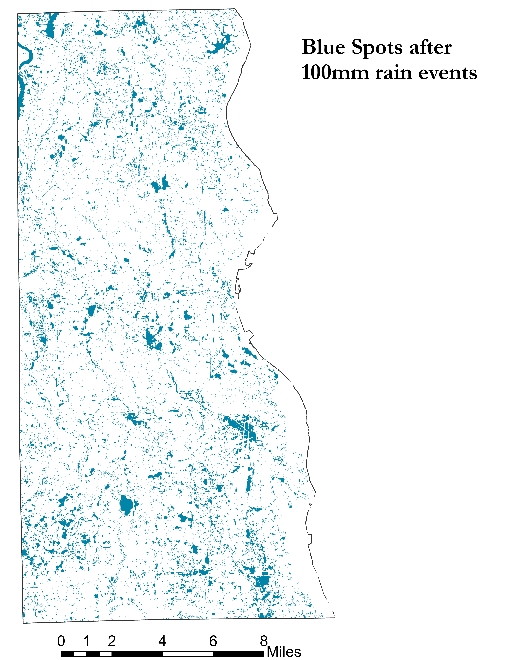 Blue Spots after
100mm rain events
0 1 2 4 6 8
Miles